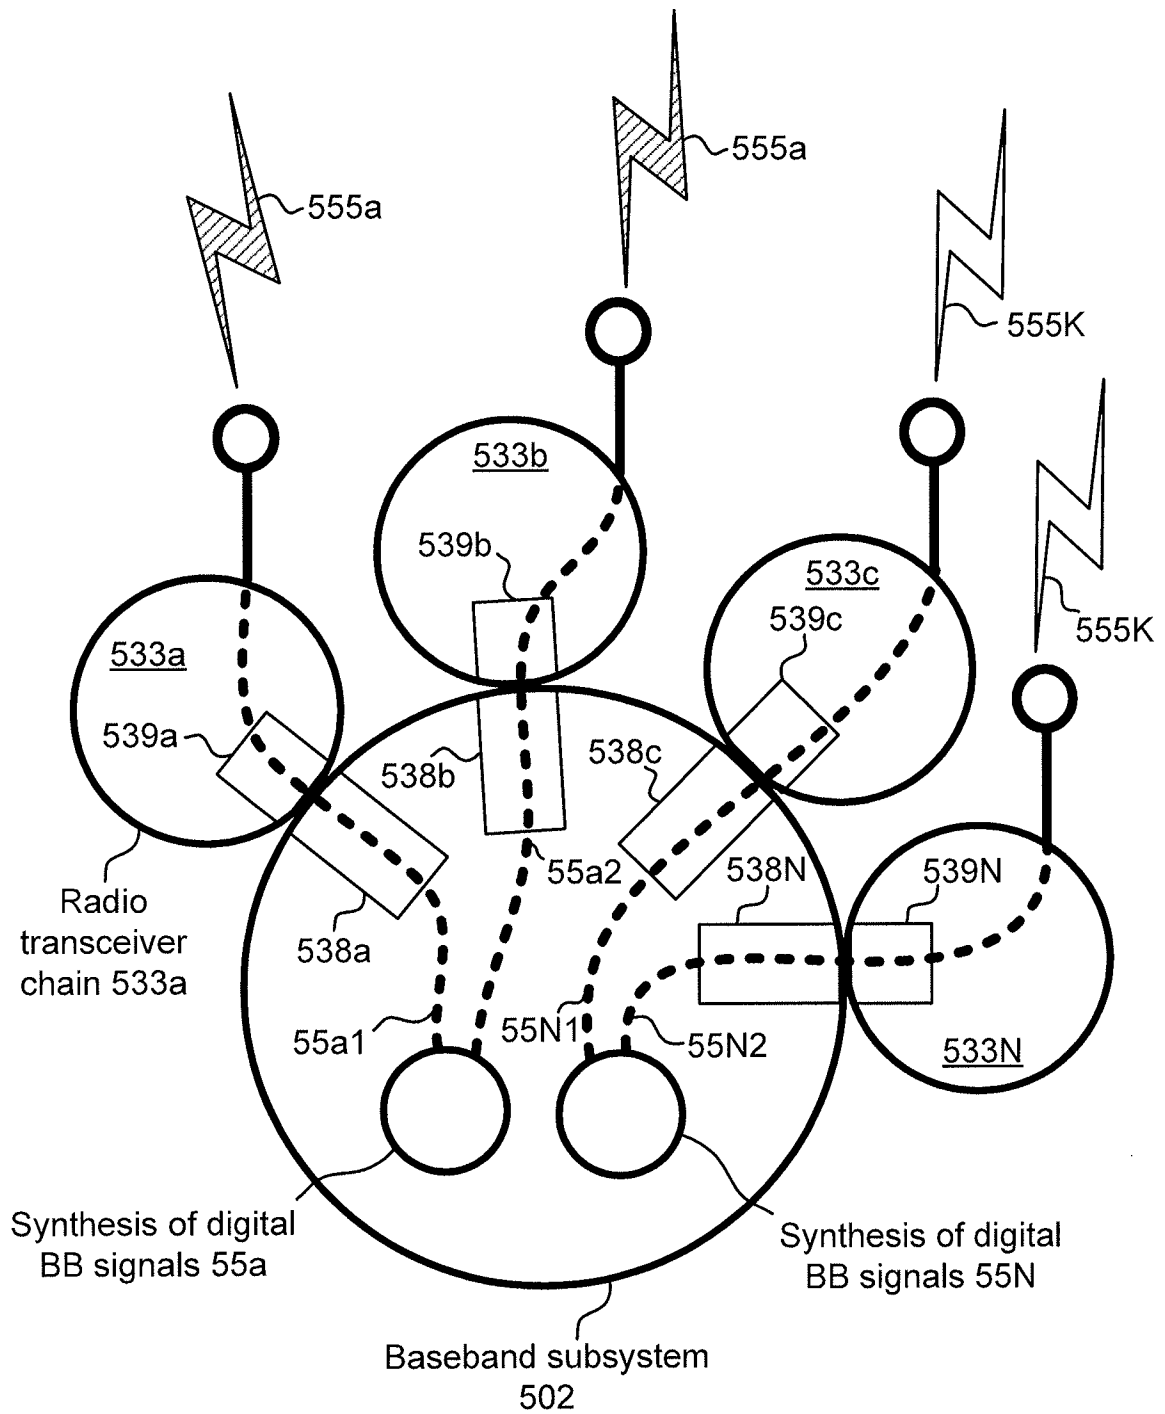 555a
555a
555K
555K
533b
539b
533c
539c
533a
539a
538b
538c
Radio
transceiver
chain 533a
538a
55a2
538N
539N
55a1
55N1
55N2
533N
Synthesis of digital
BB signals 55a
Synthesis of digital
BB signals 55N
Baseband subsystem
502